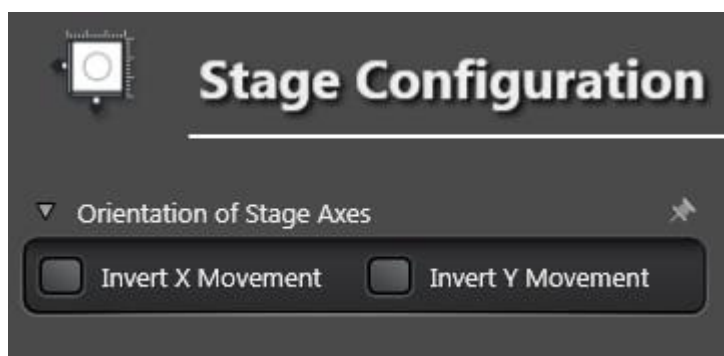 Stage Configuration
Orientation of Stage Axes
Invert X Movement Invert Y Movement